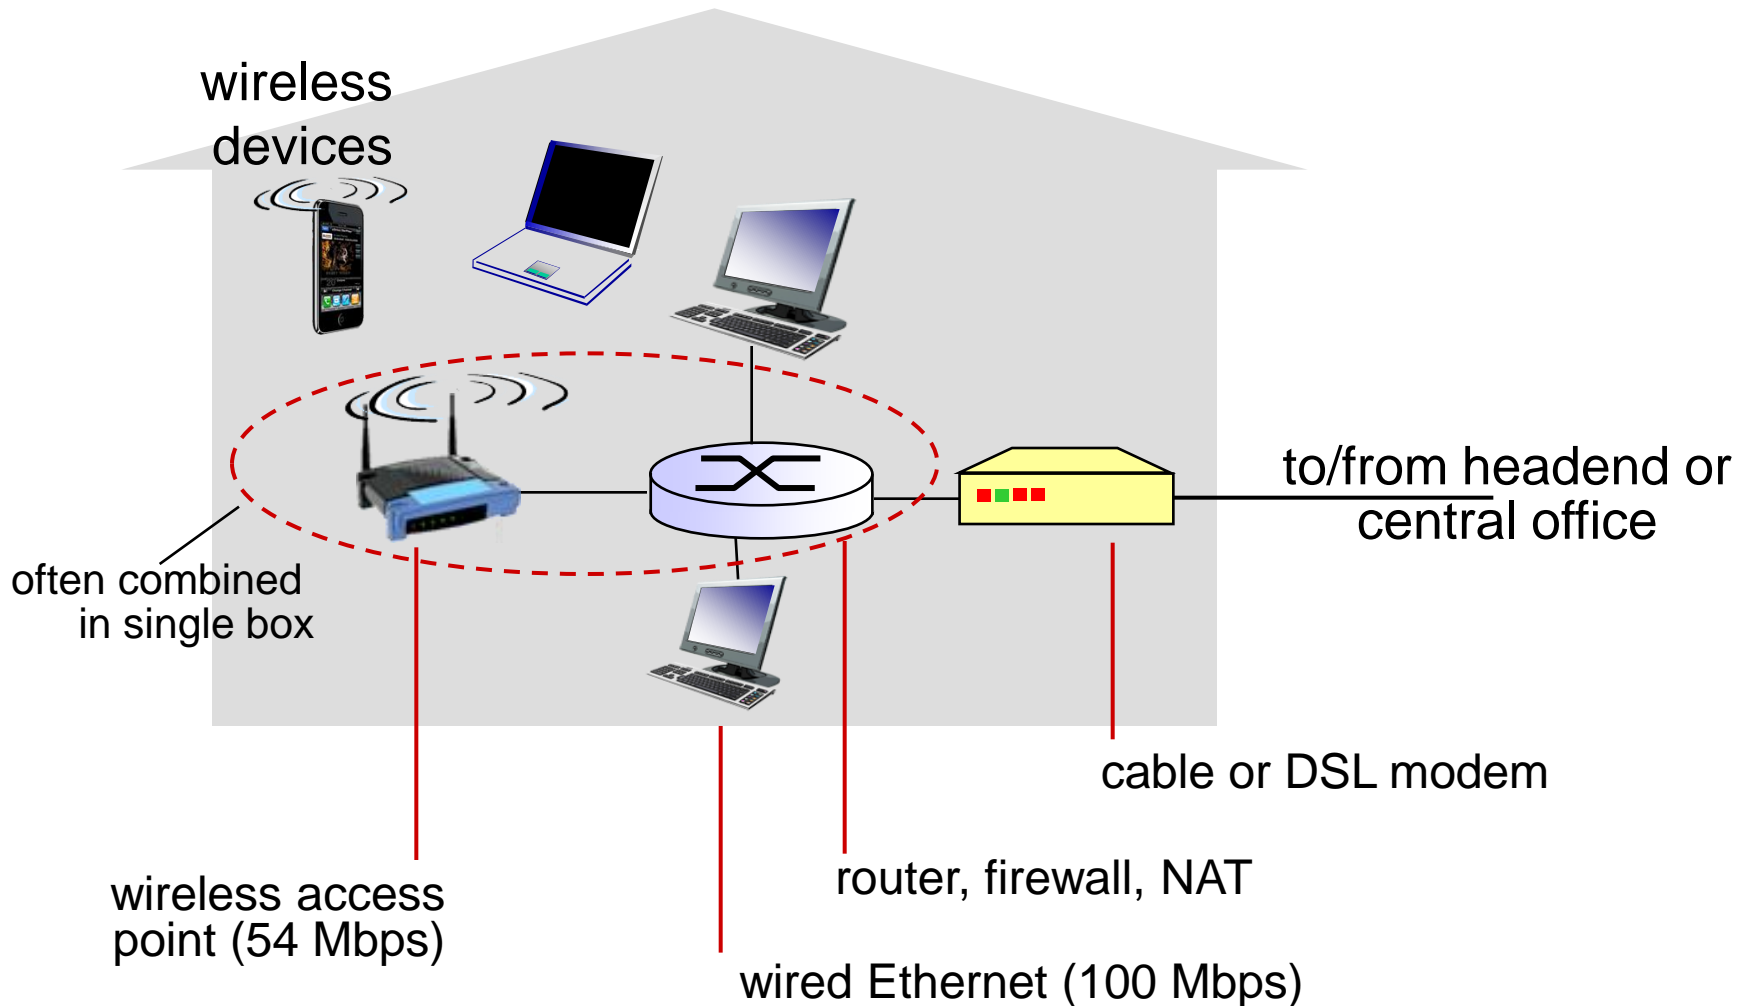 wireless
devices
to/from headend or
central office
often combined
in single box
cable or DSL modem
router, firewall, NAT
wireless access
point (54 Mbps)
wired Ethernet (100 Mbps)